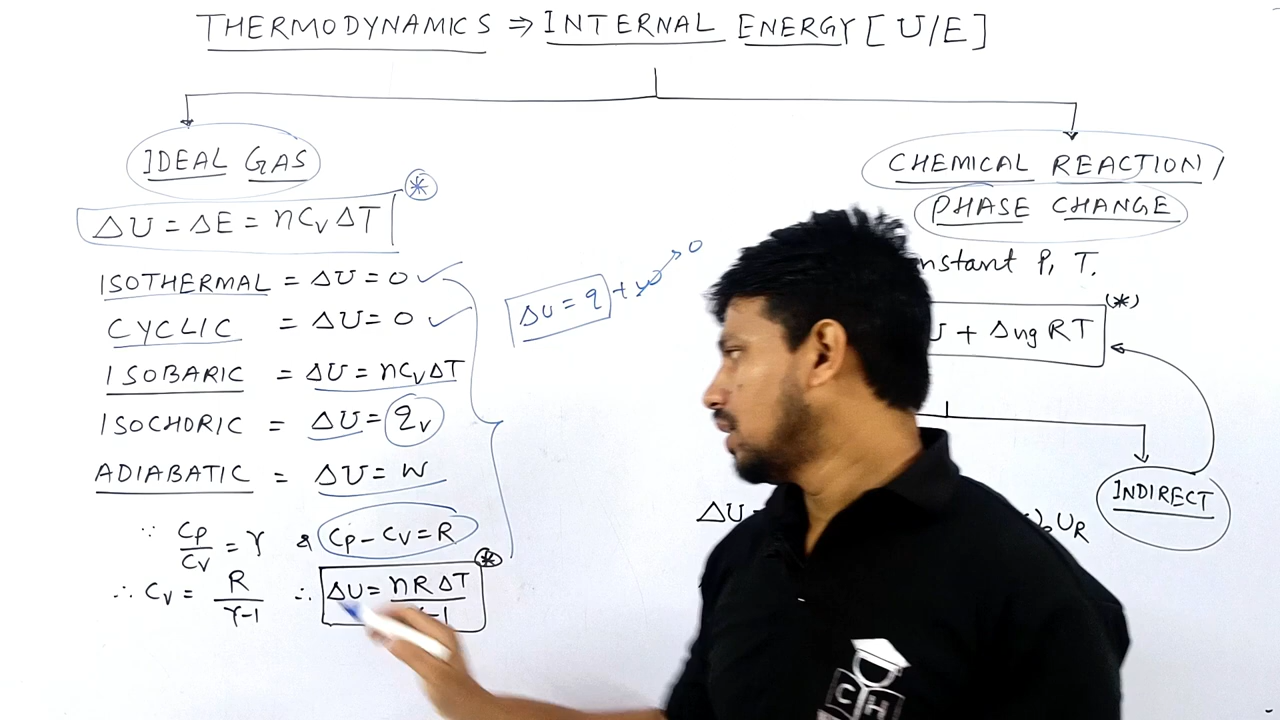 THERMODYNAMICS ⇒ INTERNAL ENERGY [U/E]
IDEAL GAS
ΔU = ΔE = nCvΔT *
ISOTHERMAL = ΔU = 0 ✓
CYCLIC = ΔU = 0 ✓
ISOBARIC = ΔU = nCvΔT
ISOCHORIC = ΔU = qv
ADIABATIC = ΔU = W
∵ Cp/Cv = γ & Cp - Cv = R
∴ Cv = R/γ-1 ∴ ΔU = nRΔT/γ-1 *
ΔU = q + w → 0
CHEMICAL REACTION /
PHASE CHANGE
P, T.
+ Δng RT (*)
INDIRECT
ΔU =
UR
C H